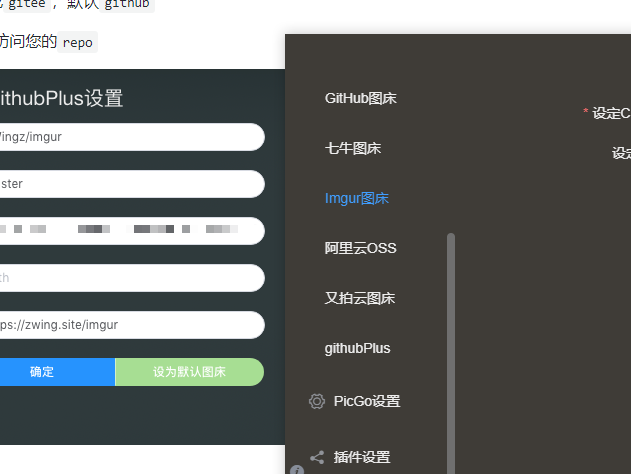 gitee，默认 github
访问您的 repo
ithubPlus设置
ingz/imgur
ster
th
ps://zwing.site/imgur
确定
设为默认图床
GitHub图床
七牛图床
Imgur图床
阿里云OSS
又拍云图床
githubPlus
PicGo设置
插件设置
* 设定C
设定